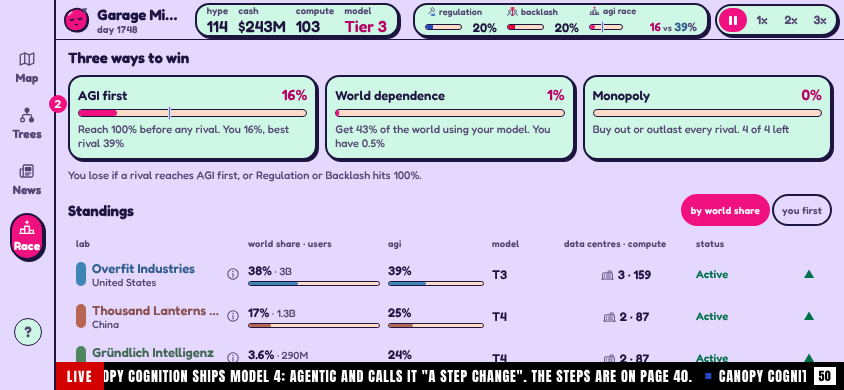 Garage Mi...
day 1748
hype 114
cash $243M
compute 103
model Tier 3
regulation 20%
backlash 20%
agi race 16 vs 39%
1x 2x 3x
Map
2
Trees
News
Race
?
Three ways to win
AGI first 16%
Reach 100% before any rival. You 16%, best
rival 39%
World dependence 1%
Get 43% of the world using your model. You
have 0.5%
Monopoly 0%
Buy out or outlast every rival. 4 of 4 left
You lose if a rival reaches AGI first, or Regulation or Backlash hits 100%.
Standings
by world share you first
lab world share · users agi model data centres · compute status
Overfit Industries 38% · 3B 39% T3 3 · 159 Active
United States
Thousand Lanterns ... 17% · 1.3B 25% T4 2 · 87 Active
China
Gründlich Intelligenz 3.6% · 290M 24% T4 2 · 87 Active
LIVE OPY COGNITION SHIPS MODEL 4: AGENTIC AND CALLS IT "A STEP CHANGE". THE STEPS ARE ON PAGE 40. CANOPY COGNIT 50